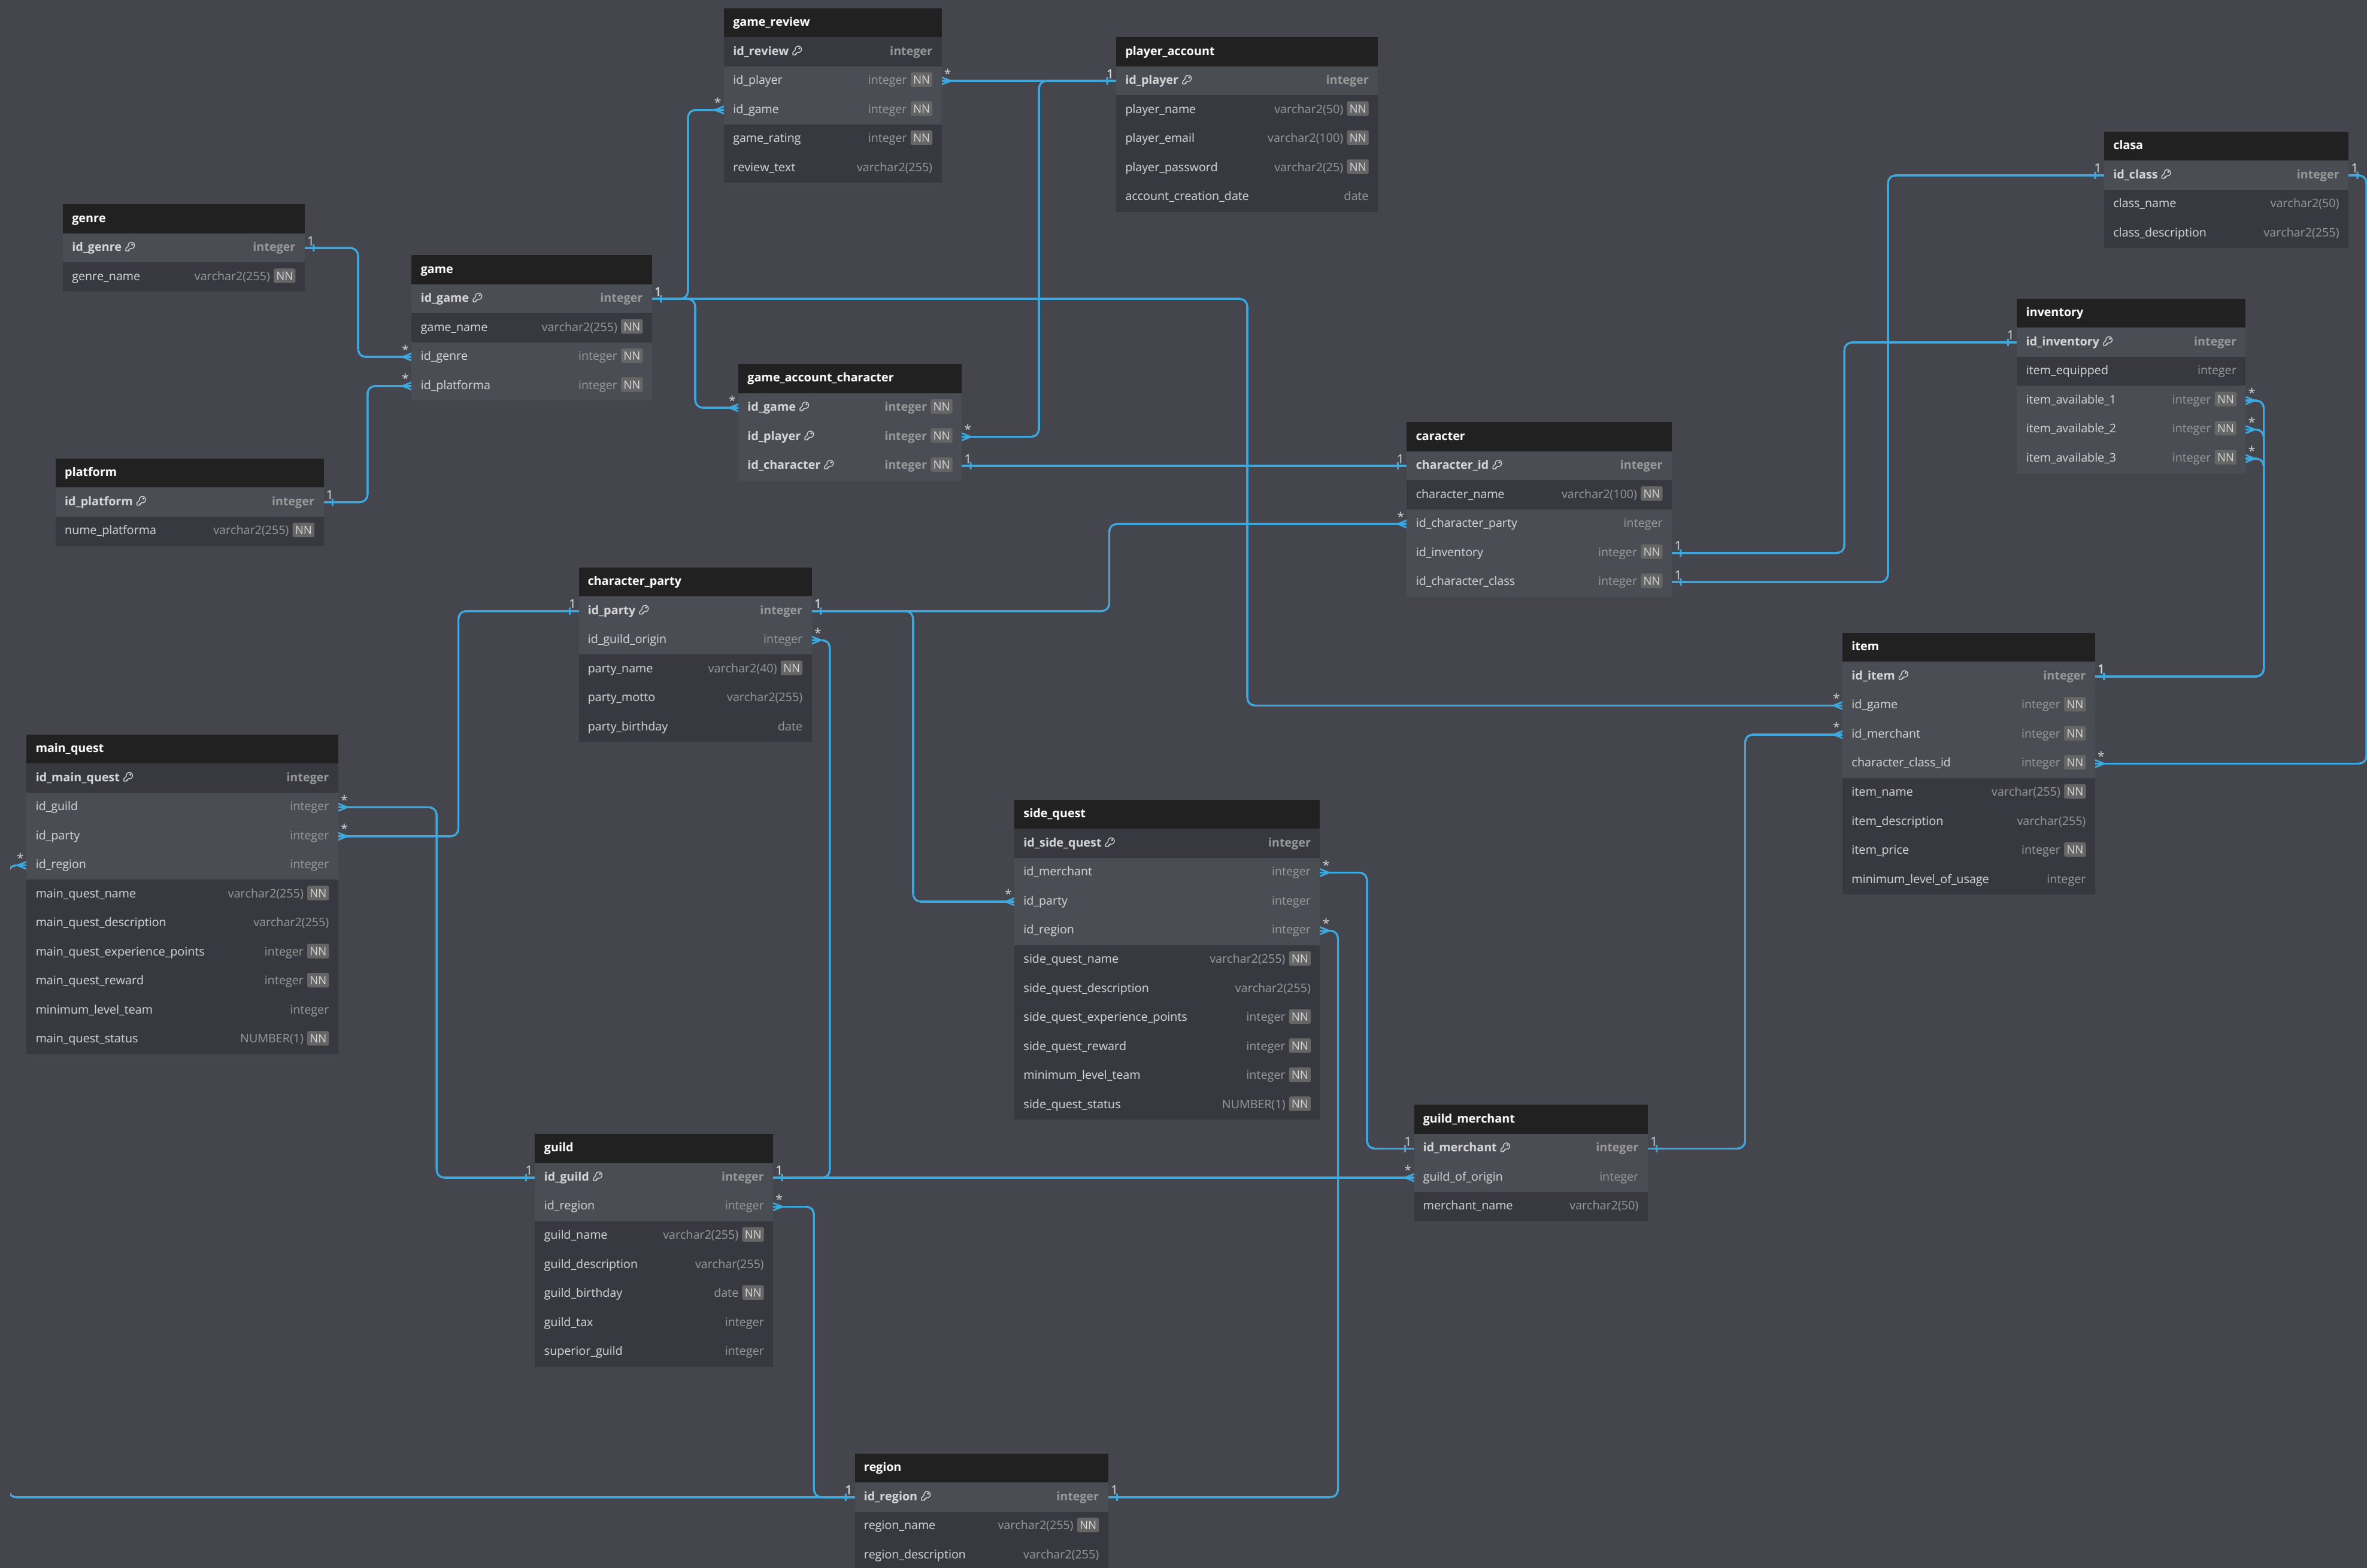 game_review
id_review integer
id_player integer NN
id_game integer NN
game_rating integer NN
review_text varchar2(255)
player_account
id_player integer
player_name varchar2(50) NN
player_email varchar2(100) NN
player_password varchar2(25) NN
account_creation_date date
clasa
id_class integer
class_name varchar2(50)
class_description varchar2(255)
genre
id_genre integer
genre_name varchar2(255) NN
game
id_game integer
game_name varchar2(255) NN
id_genre integer NN
id_platforma integer NN
inventory
id_inventory integer
item_equipped integer
item_available_1 integer NN
item_available_2 integer NN
item_available_3 integer NN
game_account_character
id_game integer NN
id_player integer NN
id_character integer NN
caracter
character_id integer
character_name varchar2(100) NN
id_character_party integer
id_inventory integer NN
id_character_class integer NN
platform
id_platform integer
nume_platforma varchar2(255) NN
character_party
id_party integer
id_guild_origin integer
party_name varchar2(40) NN
party_motto varchar2(255)
party_birthday date
item
id_item integer
id_game integer NN
id_merchant integer NN
character_class_id integer NN
item_name varchar(255) NN
item_description varchar(255)
item_price integer NN
minimum_level_of_usage integer
main_quest
id_main_quest integer
id_guild integer
id_party integer
id_region integer
main_quest_name varchar2(255) NN
main_quest_description varchar2(255)
main_quest_experience_points integer NN
main_quest_reward integer NN
minimum_level_team integer
main_quest_status NUMBER(1) NN
side_quest
id_side_quest integer
id_merchant integer
id_party integer
id_region integer
side_quest_name varchar2(255) NN
side_quest_description varchar2(255)
side_quest_experience_points integer NN
side_quest_reward integer NN
minimum_level_team integer NN
side_quest_status NUMBER(1) NN
guild_merchant
id_merchant integer
guild_of_origin integer
merchant_name varchar2(50)
guild
id_guild integer
id_region integer
guild_name varchar2(255) NN
guild_description varchar(255)
guild_birthday date NN
guild_tax integer
superior_guild integer
region
id_region integer
region_name varchar2(255) NN
region_description varchar2(255)